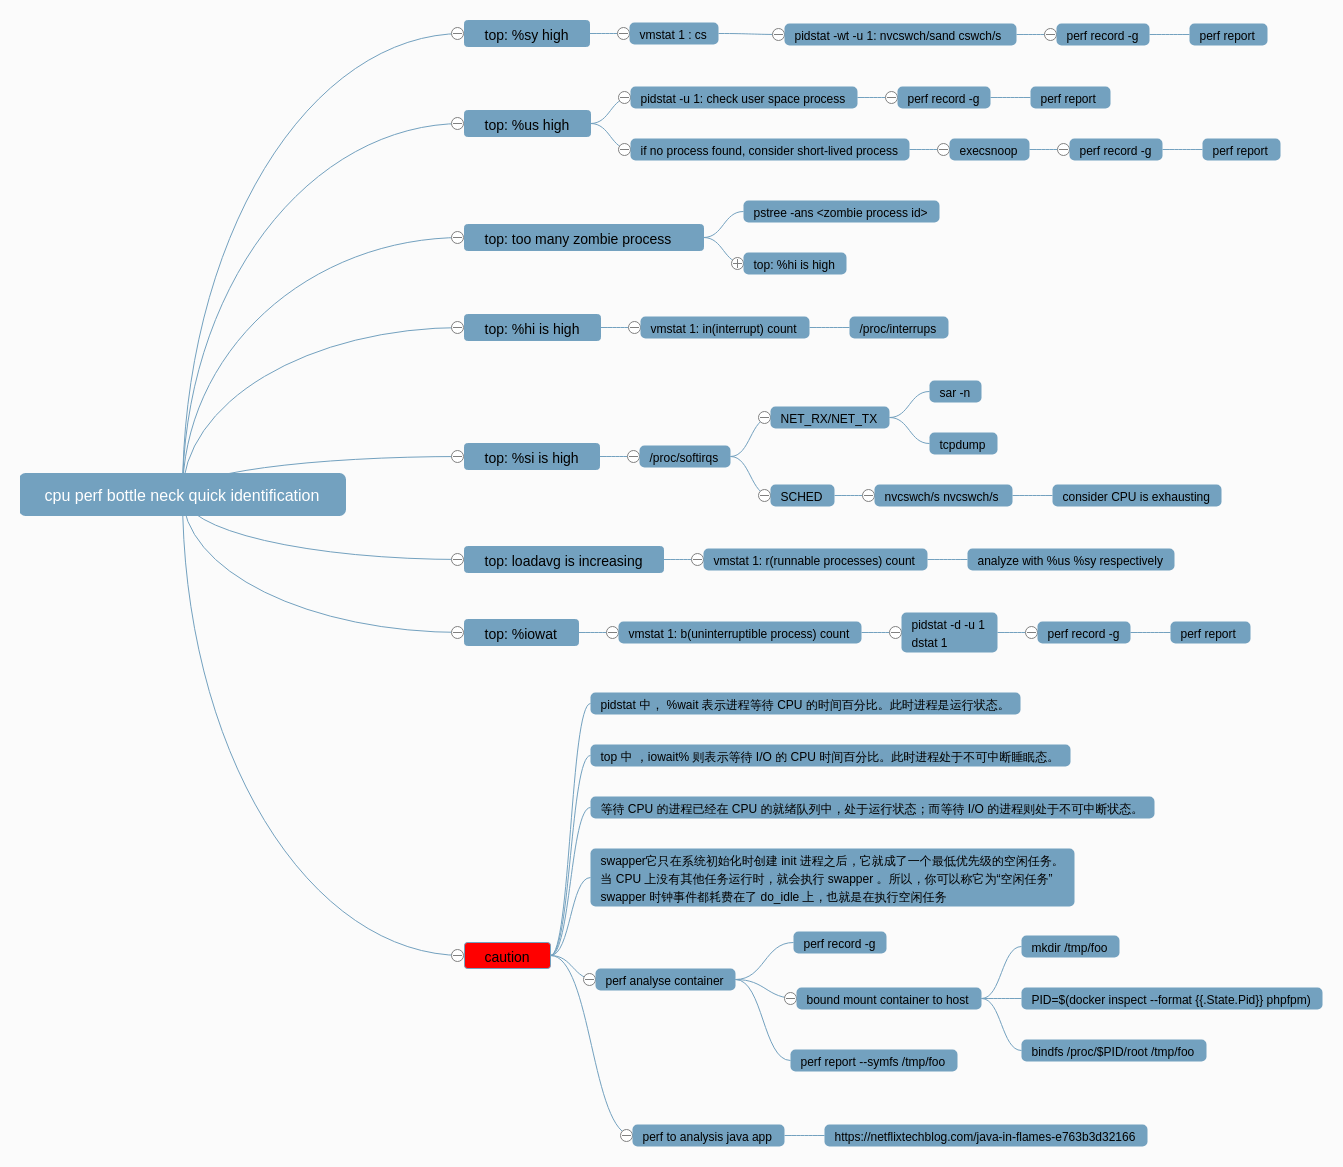 top: %sy high
vmstat 1 : cs
pidstat -wt -u 1: nvcswch/sand cswch/s
perf record -g
perf report
top: %us high
pidstat -u 1: check user space process
perf record -g
perf report
if no process found, consider short-lived process
execsnoop
perf record -g
perf report
top: too many zombie process
pstree -ans <zombie process id>
top: %hi is high
top: %hi is high
vmstat 1: in(interrupt) count
/proc/interrups
cpu perf bottle neck quick identification
top: %si is high
/proc/softirqs
NET_RX/NET_TX
sar -n
tcpdump
SCHED
nvcswch/s nvcswch/s
consider CPU is exhausting
top: loadavg is increasing
vmstat 1: r(runnable processes) count
analyze with %us %sy respectively
top: %iowat
vmstat 1: b(uninterruptible process) count
pidstat -d -u 1
dstat 1
perf record -g
perf report
caution
pidstat 中， %wait 表示进程等待 CPU 的时间百分比。此时进程是运行状态。
top 中 ，iowait% 则表示等待 I/O 的 CPU 时间百分比。此时进程处于不可中断睡眠态。
等待 CPU 的进程已经在 CPU 的就绪队列中，处于运行状态；而等待 I/O 的进程则处于不可中断状态。
swapper它只在系统初始化时创建 init 进程之后，它就成了一个最低优先级的空闲任务。
当 CPU 上没有其他任务运行时，就会执行 swapper 。所以，你可以称它为“空闲任务”
swapper 时钟事件都耗费在了 do_idle 上，也就是在执行空闲任务
perf analyse container
perf record -g
bound mount container to host
mkdir /tmp/foo
PID=$(docker inspect --format {{.State.Pid}} phpfpm)
bindfs /proc/$PID/root /tmp/foo
perf report --symfs /tmp/foo
perf to analysis java app
https://netflixtechblog.com/java-in-flames-e763b3d32166